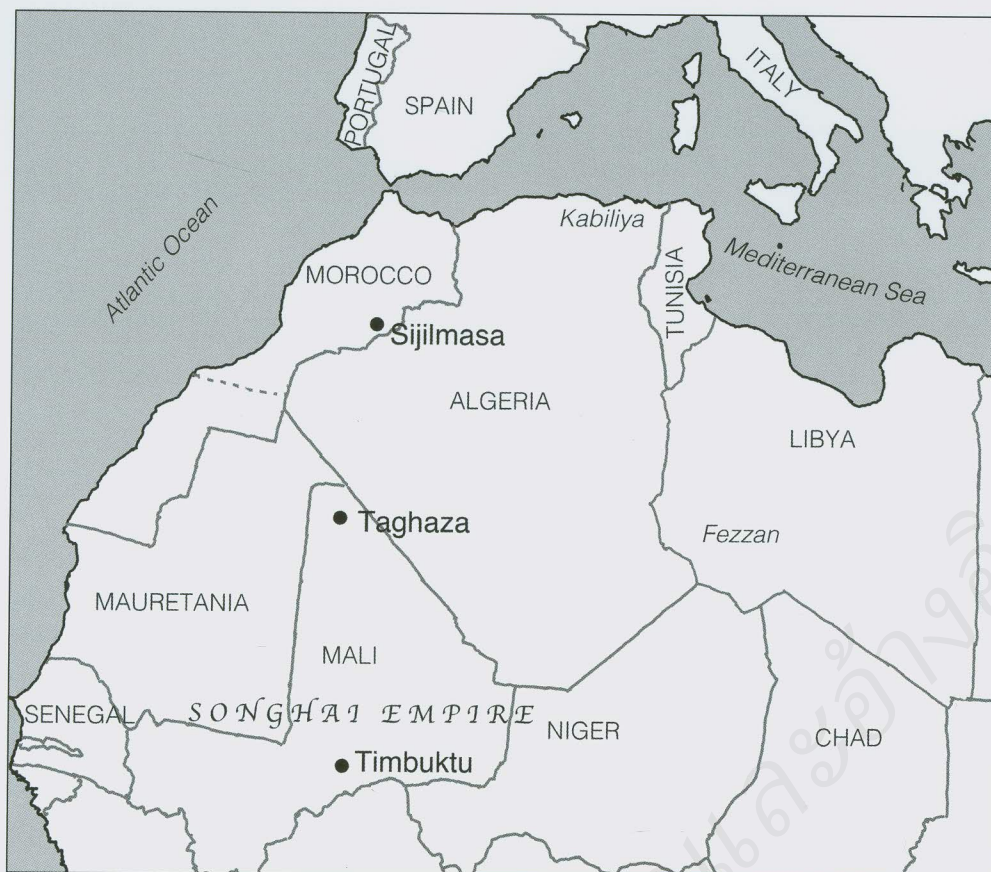 PORTUGAL
SPAIN
ITALY
Atlantic Ocean
Kabiliya
TUNISIA
Mediterranean Sea
MOROCCO
Sijilmasa
ALGERIA
LIBYA
Taghaza
Fezzan
MAURETANIA
MALI
SONGHAI EMPIRE
SENEGAL
NIGER
CHAD
Timbuktu